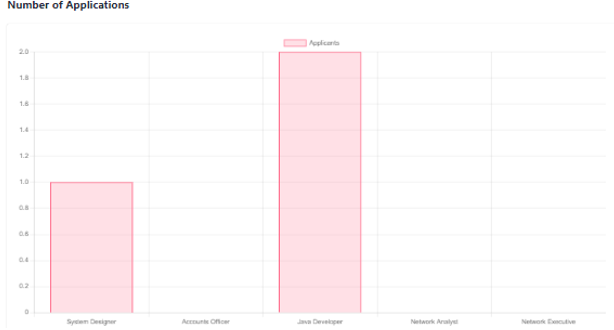 Number of Applications
Applicants
2.0
1.8
1.6
1.4
1.2
1.0
0.8
0.6
0.4
0.2
0
System Designer
Accounts Officer
Java Developer
Network Analyst
Network Executive